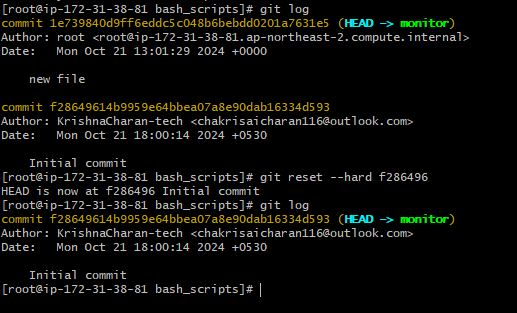 [root@ip-172-31-38-81 bash_scripts]# git log
commit 1e739840d9ff6eddc5c048b6bebdd0201a7631e5 (HEAD -> monitor)
Author: root <root@ip-172-31-38-81.ap-northeast-2.compute.internal>
Date:   Mon Oct 21 13:01:29 2024 +0000

    new file

commit f28649614b9959e64bbea07a8e90dab16334d593
Author: KrishnaCharan-tech <chakrisaicharan116@outlook.com>
Date:   Mon Oct 21 18:00:14 2024 +0530

    Initial commit
[root@ip-172-31-38-81 bash_scripts]# git reset --hard f286496
HEAD is now at f286496 Initial commit
[root@ip-172-31-38-81 bash_scripts]# git log
commit f28649614b9959e64bbea07a8e90dab16334d593 (HEAD -> monitor)
Author: KrishnaCharan-tech <chakrisaicharan116@outlook.com>
Date:   Mon Oct 21 18:00:14 2024 +0530

    Initial commit
[root@ip-172-31-38-81 bash_scripts]#